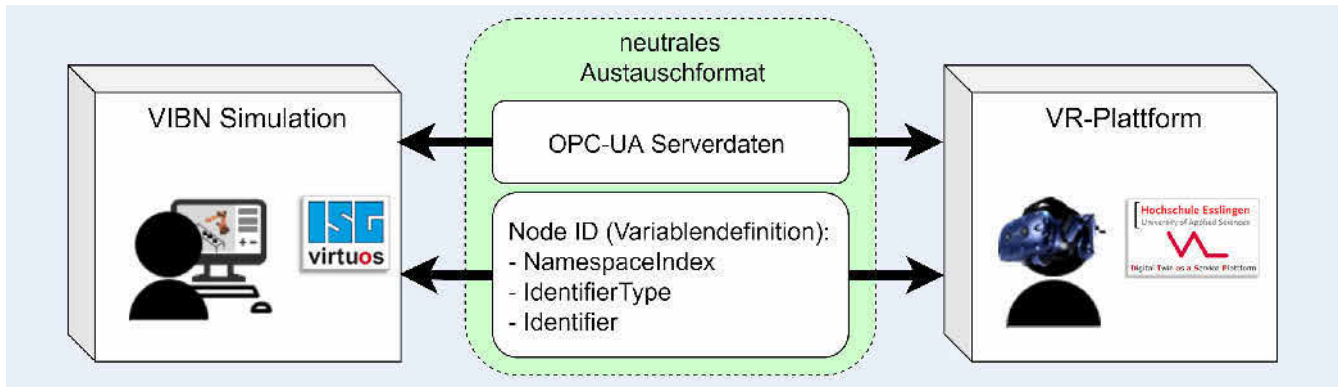 neutrales
Austauschformat
VIBN Simulation
ISG
virtuos
OPC-UA Serverdaten
Node ID (Variablendefinition):
- NamespaceIndex
- IdentifierType
- Identifier
VR-Plattform
Hochschule Esslingen
University of Applied Sciences
Digital Twin as a Service Plattform